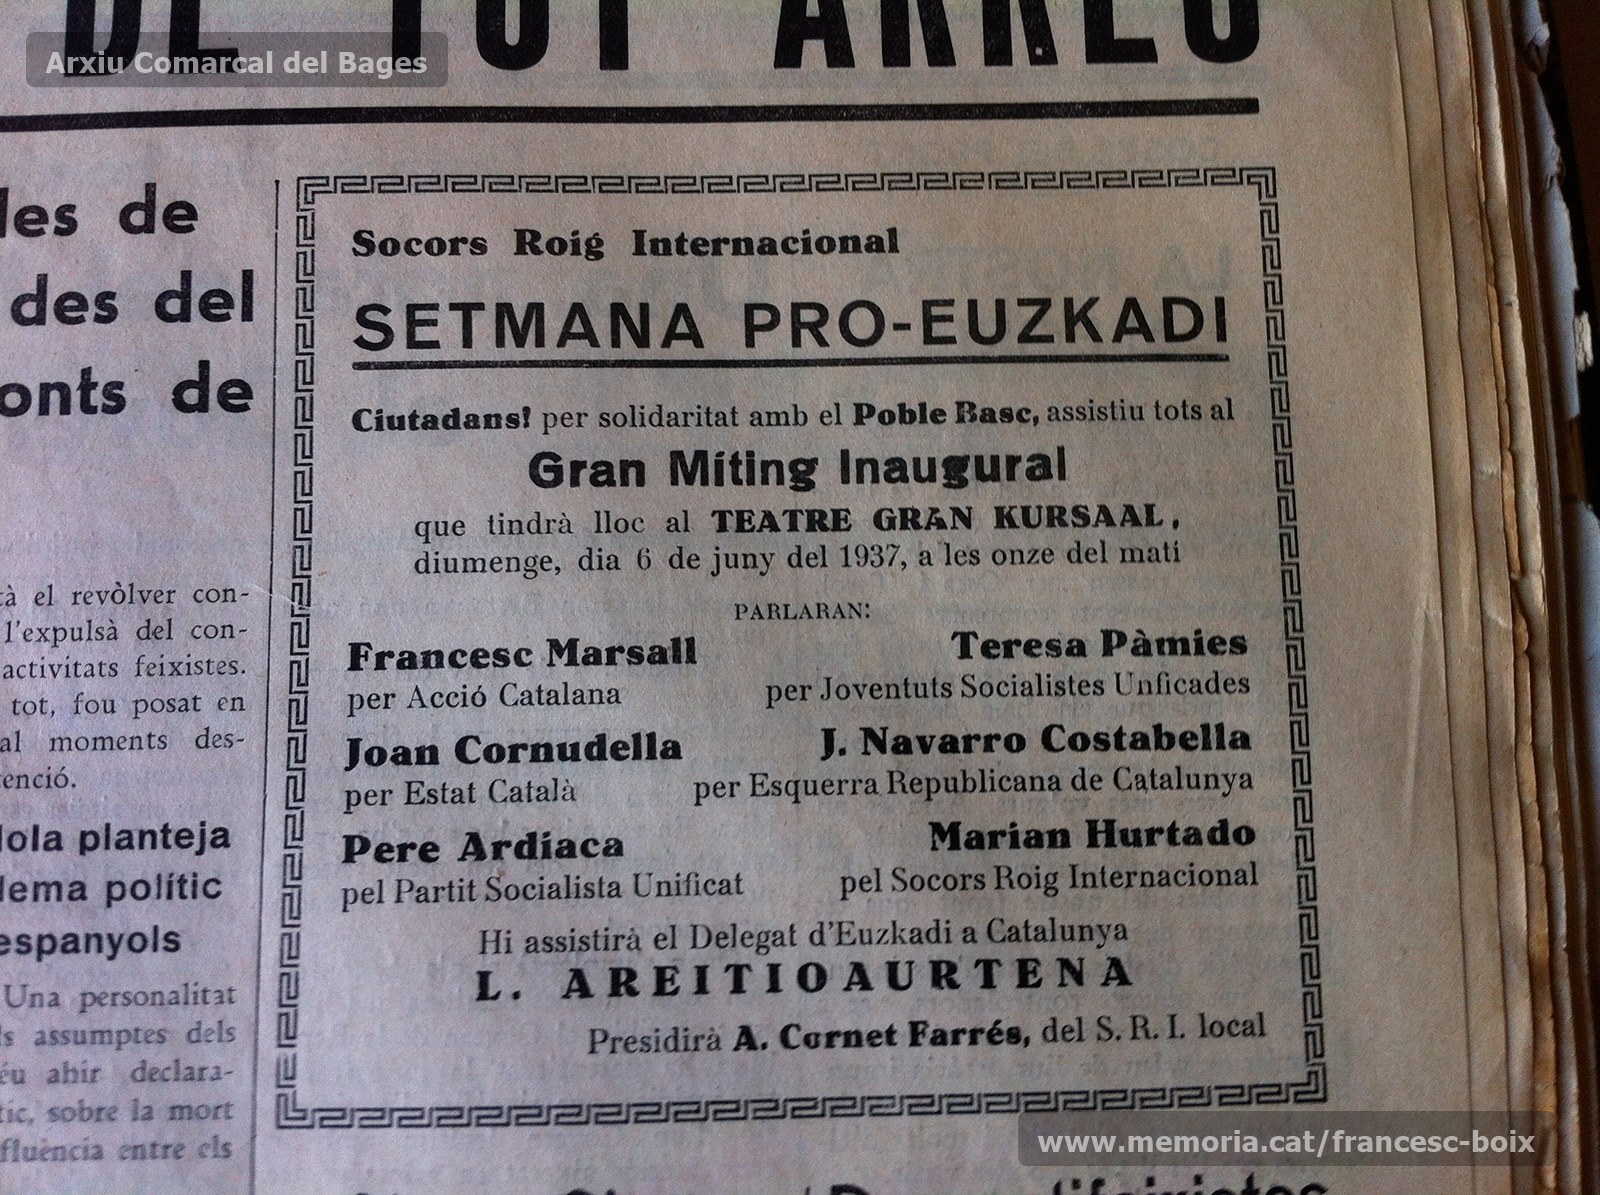 DE TOT ARREU
Arxiu Comarcal del Bages
les de
des del
onts de
tà el revòlver con-
l'expulsà del con-
activitats feixistes.
tot, fou posat en
al moments des-
enció.
lola planteja
lema polític
espanyols
Una personalitat
ls assumptes dels
éu ahir declara-
tic, sobre la mort
fluència entre els
Socors Roig Internacional
SETMANA PRO-EUZKADI
Ciutadans! per solidaritat amb el Poble Basc, assistiu tots al
Gran Míting Inaugural
que tindrà lloc al TEATRE GRAN KURSAAL,
diumenge, dia 6 de juny del 1937, a les onze del matí
PARLARAN:
Francesc Marsall
per Acció Catalana
Teresa Pàmies
per Joventuts Socialistes Unficades
Joan Cornudella
per Estat Català
J. Navarro Costabella
per Esquerra Republicana de Catalunya
Pere Ardiaca
pel Partit Socialista Unificat
Marian Hurtado
pel Socors Roig Internacional
Hi assistirà el Delegat d'Euzkadi a Catalunya
L. AREITIOAURTENA
Presidirà A. Cornet Farrés, del S. R. I. local
www.memoria.cat/francesc-boix